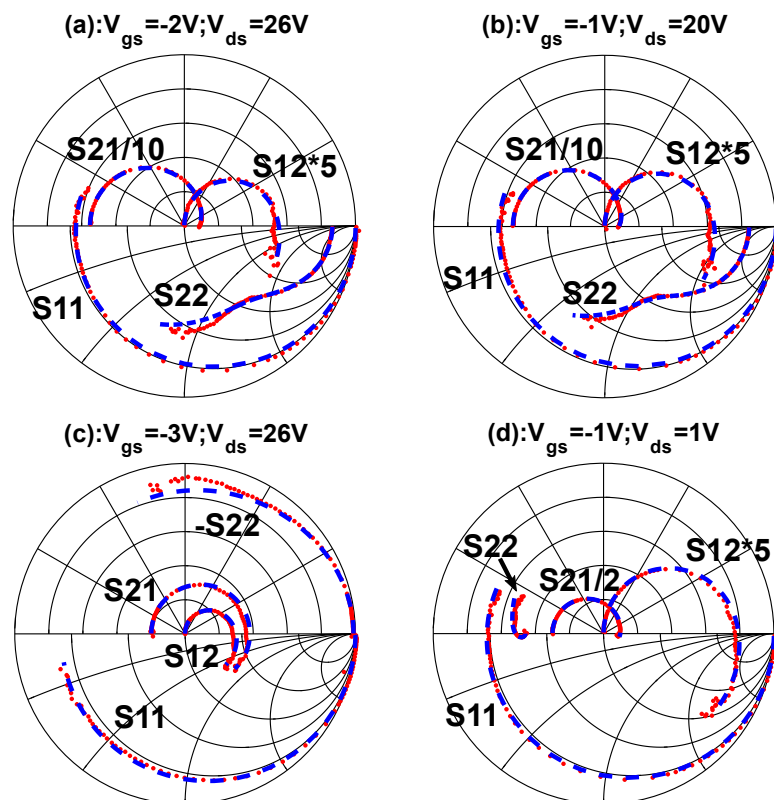 (a):Vgs=-2V;Vds=26V
(b):Vgs=-1V;Vds=20V
S21/10
S12*5
S11
S22
S21/10
S12*5
S11
S22
(c):Vgs=-3V;Vds=26V
(d):Vgs=-1V;Vds=1V
-S22
S21
S12
S11
S22
S21/2
S12*5
S11